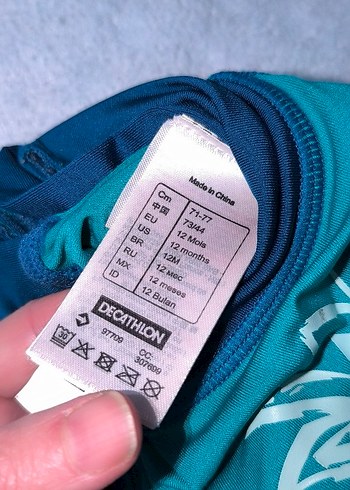 Made in China
Cm 71-77
中国 73/44
EU 12 Mois
US 12 months
BR 12M
RU 12 мес
MX 12 meses
ID 12 Bulan
DECATHLON
97709
CC:
307609
30